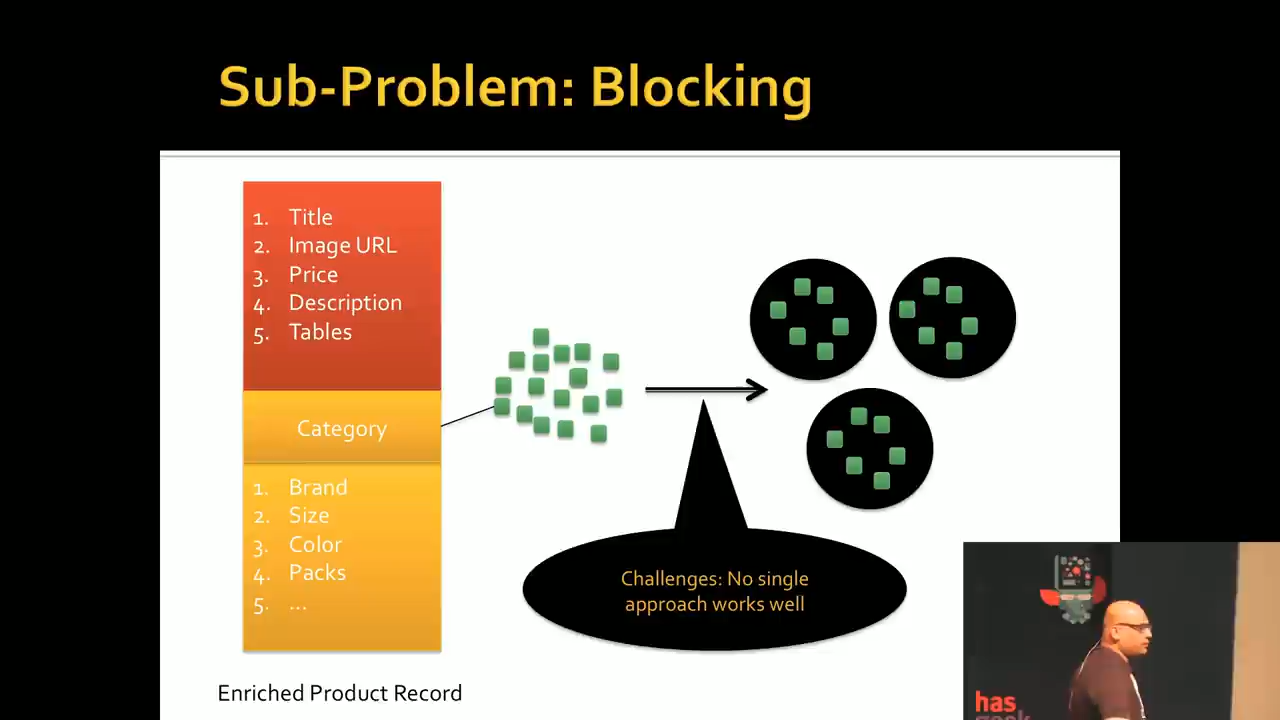 Sub-Problem: Blocking
1. Title
2. Image URL
3. Price
4. Description
5. Tables
Category
1. Brand
2. Size
3. Color
4. Packs
5. ...
Enriched Product Record
Challenges: No single
approach works well
has
geek